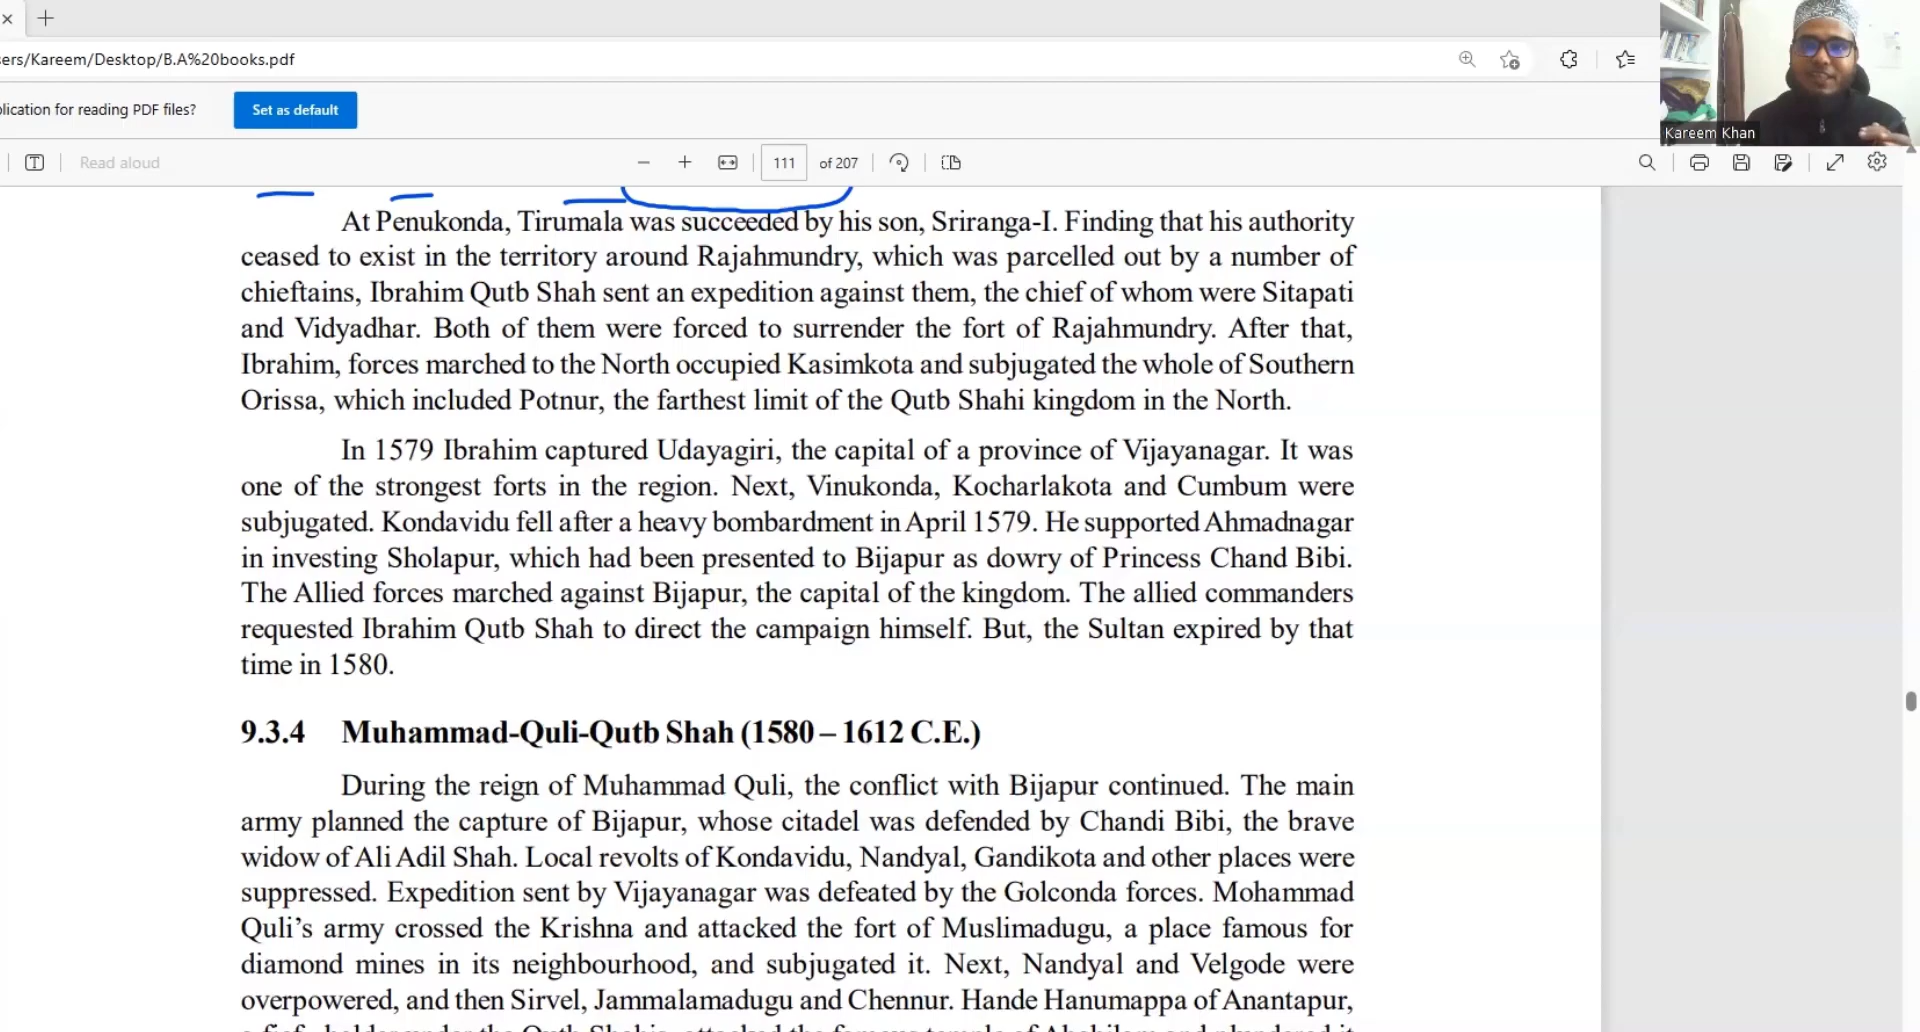 ers/Kareem/Desktop/B.A%20books.pdf
plication for reading PDF files?
Set as default
Kareem Khan
Read aloud
111
of 207
At Penukonda, Tirumala was succeeded by his son, Sriranga-I. Finding that his authority
ceased to exist in the territory around Rajahmundry, which was parcelled out by a number of
chieftains, Ibrahim Qutb Shah sent an expedition against them, the chief of whom were Sitapati
and Vidyadhar. Both of them were forced to surrender the fort of Rajahmundry. After that,
Ibrahim, forces marched to the North occupied Kasimkota and subjugated the whole of Southern
Orissa, which included Potnur, the farthest limit of the Qutb Shahi kingdom in the North.
In 1579 Ibrahim captured Udayagiri, the capital of a province of Vijayanagar. It was
one of the strongest forts in the region. Next, Vinukonda, Kocharlakota and Cumbum were
subjugated. Kondavidu fell after a heavy bombardment in April 1579. He supported Ahmadnagar
in investing Sholapur, which had been presented to Bijapur as dowry of Princess Chand Bibi.
The Allied forces marched against Bijapur, the capital of the kingdom. The allied commanders
requested Ibrahim Qutb Shah to direct the campaign himself. But, the Sultan expired by that
time in 1580.
9.3.4 Muhammad-Quli-Qutb Shah (1580 – 1612 C.E.)
During the reign of Muhammad Quli, the conflict with Bijapur continued. The main
army planned the capture of Bijapur, whose citadel was defended by Chandi Bibi, the brave
widow of Ali Adil Shah. Local revolts of Kondavidu, Nandyal, Gandikota and other places were
suppressed. Expedition sent by Vijayanagar was defeated by the Golconda forces. Mohammad
Quli’s army crossed the Krishna and attacked the fort of Muslimadugu, a place famous for
diamond mines in its neighbourhood, and subjugated it. Next, Nandyal and Velgode were
overpowered, and then Sirvel, Jammalamadugu and Chennur. Hande Hanumappa of Anantapur,